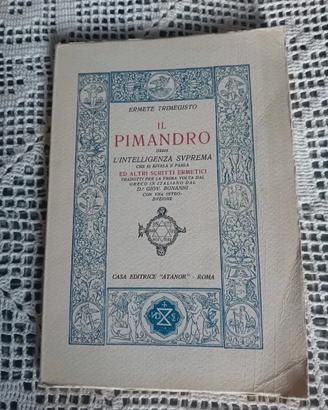 ERMETE TRIMEGISTO
IL
PIMANDRO
OSSIA
L'INTELLIGENZA SVPREMA
CHE SI RIVELA E PARLA
ED ALTRI SCRITTI ERMETICI
TRADOTTI PER LA PRIMA VOLTA DAL
GRECO IN ITALIANO DAL
Dr GIOV. BONANNI
CON UNA INTRO-
DVZIONE
CASA EDITRICE "ATANOR" - ROMA